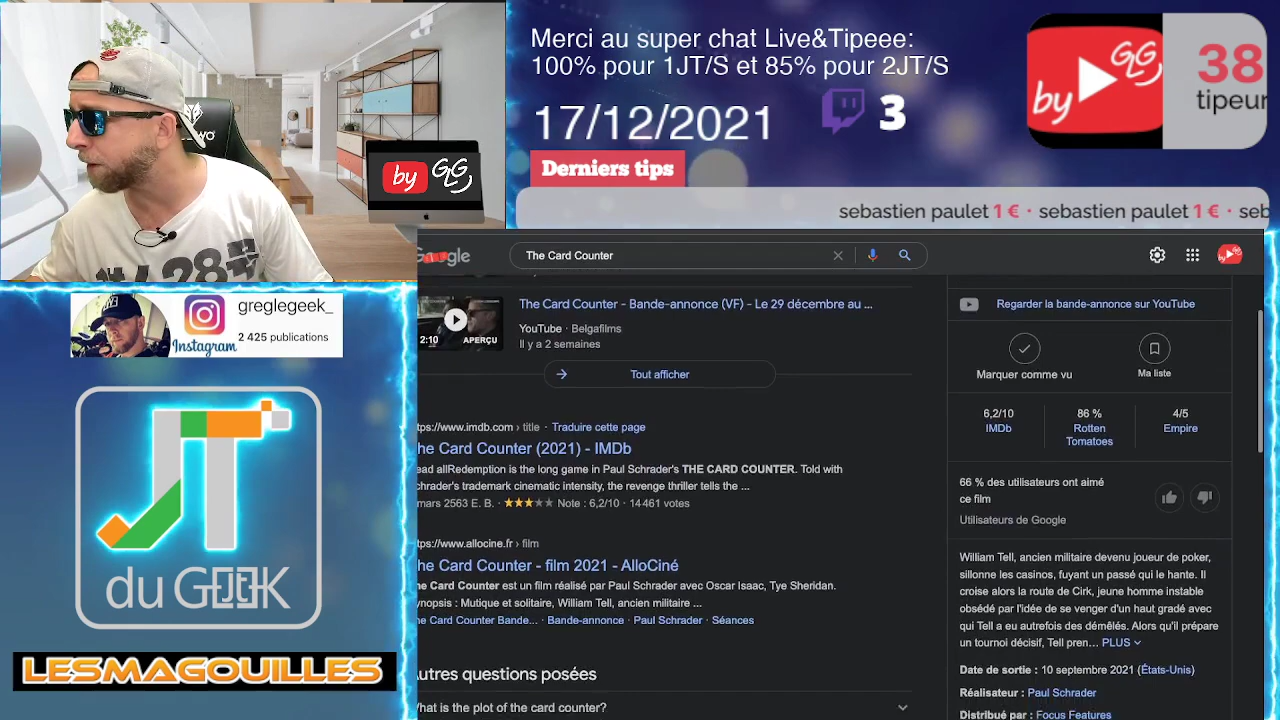 Merci au super chat Live&Tipeee:
100% pour 1JT/S et 85% pour 2JT/S
17/12/2021
3
by GLG
38
tipeur
Derniers tips
sebastien paulet 1 € · sebastien paulet 1 € · seb
by GLG
greglegeek_
2 425 publications
Instagram
JT
du GEEK
LESMAGOUILLES
Google
The Card Counter
The Card Counter - Bande-annonce (VF) - Le 29 décembre au ...
YouTube · Belgafilms
Il y a 2 semaines
2:10
APERÇU
Tout afficher
ttps://www.imdb.com › title · Traduire cette page
he Card Counter (2021) - IMDb
ead allRedemption is the long game in Paul Schrader's THE CARD COUNTER. Told with
chrader's trademark cinematic intensity, the revenge thriller tells the ...
mars 2563 E. B. · Note : 6,2/10 · 14 461 votes
ttps://www.allocine.fr › film
he Card Counter - film 2021 - AlloCiné
he Card Counter est un film réalisé par Paul Schrader avec Oscar Isaac, Tye Sheridan.
ynopsis : Mutique et solitaire, William Tell, ancien militaire ...
he Card Counter Bande... · Bande-annonce · Paul Schrader · Séances
utres questions posées
hat is the plot of the card counter?
Regarder la bande-annonce sur YouTube
Marquer comme vu
Ma liste
6,2/10
IMDb
86 %
Rotten
Tomatoes
4/5
Empire
66 % des utilisateurs ont aimé
ce film
Utilisateurs de Google
William Tell, ancien militaire devenu joueur de poker,
sillonne les casinos, fuyant un passé qui le hante. Il
croise alors la route de Cirk, jeune homme instable
obsédé par l'idée de se venger d'un haut gradé avec
qui Tell a eu autrefois des démêlés. Alors qu'il prépare
un tournoi décisif, Tell pren... PLUS
Date de sortie : 10 septembre 2021 (États-Unis)
Réalisateur : Paul Schrader
Distribué par : Focus Features